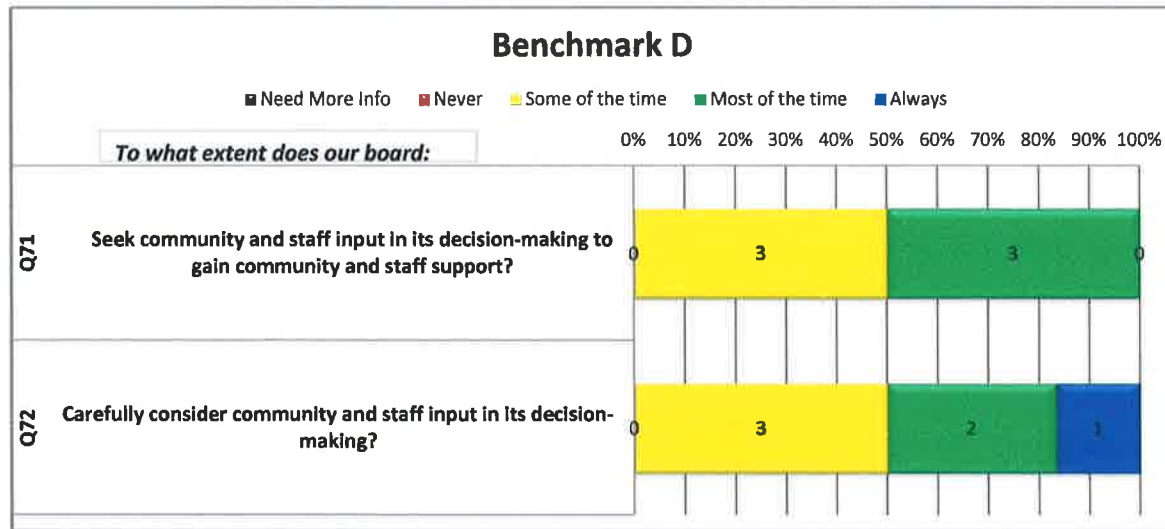 Benchmark D
Need More Info Never Some of the time Most of the time Always
To what extent does our board:
0% 10% 20% 30% 40% 50% 60% 70% 80% 90% 100%
Q71
Seek community and staff input in its decision-making to
gain community and staff support?
0 3 3 0
Q72
Carefully consider community and staff input in its decision-
making?
0 3 2 1